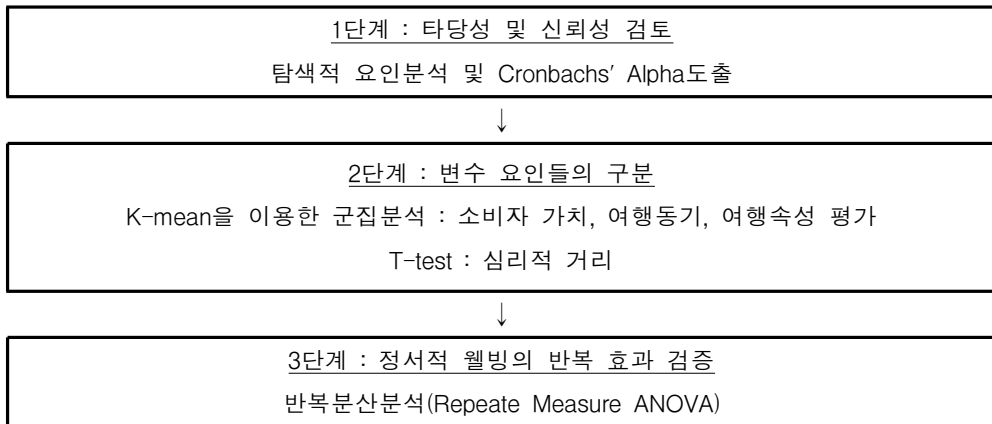 1단계 : 타당성 및 신뢰성 검토
탐색적 요인분석 및 Cronbachs' Alpha도출
↓
2단계 : 변수 요인들의 구분
K-mean을 이용한 군집분석 : 소비자 가치, 여행동기, 여행속성 평가
T-test : 심리적 거리
↓
3단계 : 정서적 웰빙의 반복 효과 검증
반복분산분석(Repeate Measure ANOVA)